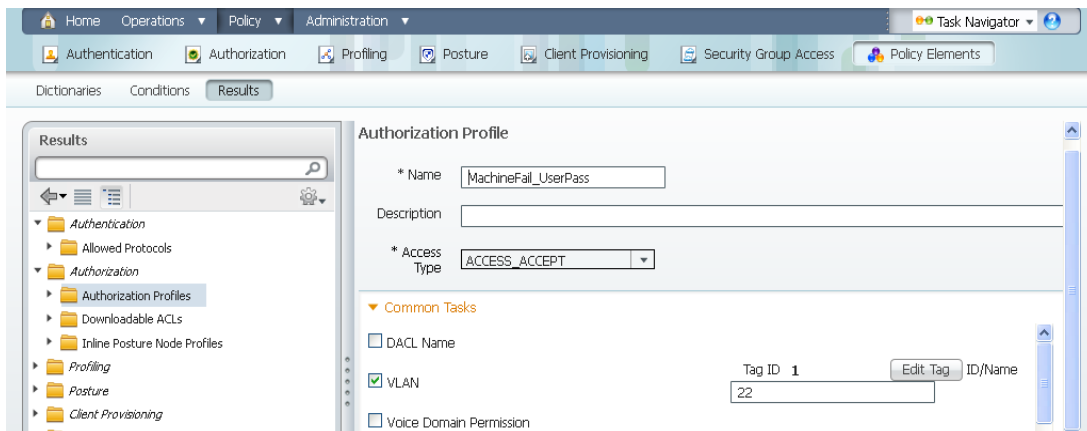 Home Operations ▼ Policy ▼ Administration ▼ Task Navigator ▼
Authentication Authorization Profiling Posture Client Provisioning Security Group Access Policy Elements
Dictionaries Conditions Results
Results
Authentication
Allowed Protocols
Authorization
Authorization Profiles
Downloadable ACLs
Inline Posture Node Profiles
Profiling
Posture
Client Provisioning
Authorization Profile
* Name MachineFail_UserPass
Description
* Access Type ACCESS_ACCEPT
Common Tasks
DACL Name
VLAN Tag ID 1 Edit Tag ID/Name
22
Voice Domain Permission